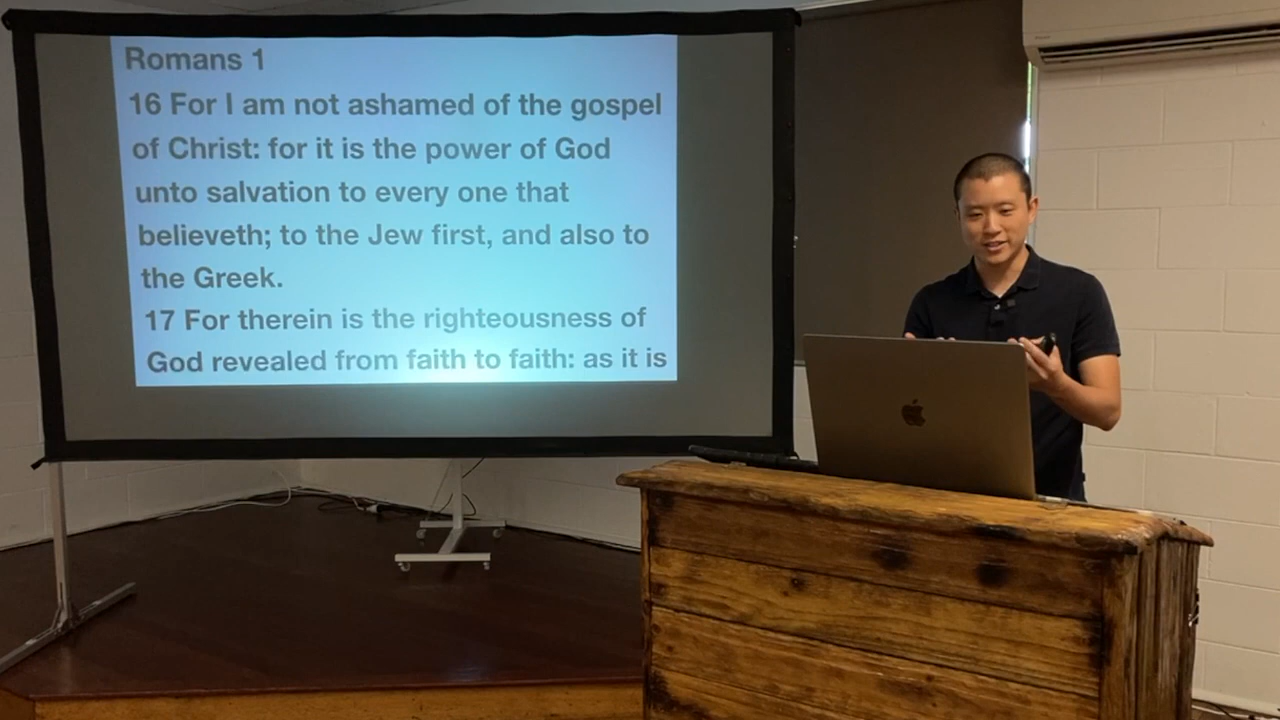 Romans 1
16 For I am not ashamed of the gospel
of Christ: for it is the power of God
unto salvation to every one that
believeth; to the Jew first, and also to
the Greek.
17 For therein is the righteousness of
God revealed from faith to faith: as it is